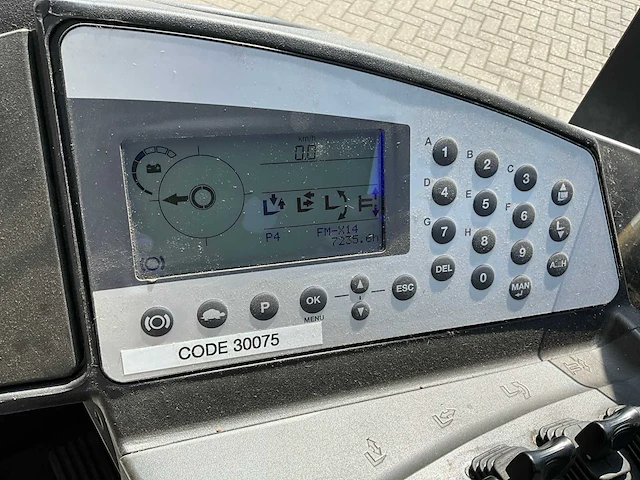 km/h
0.0
P4
FM-X14
7235.6h
A 1
B 2
C 3
D 4
E 5
F 6
G 7
H 8
9
DEL
0
MAN
A...H
P
OK
MENU
ESC
CODE 30075